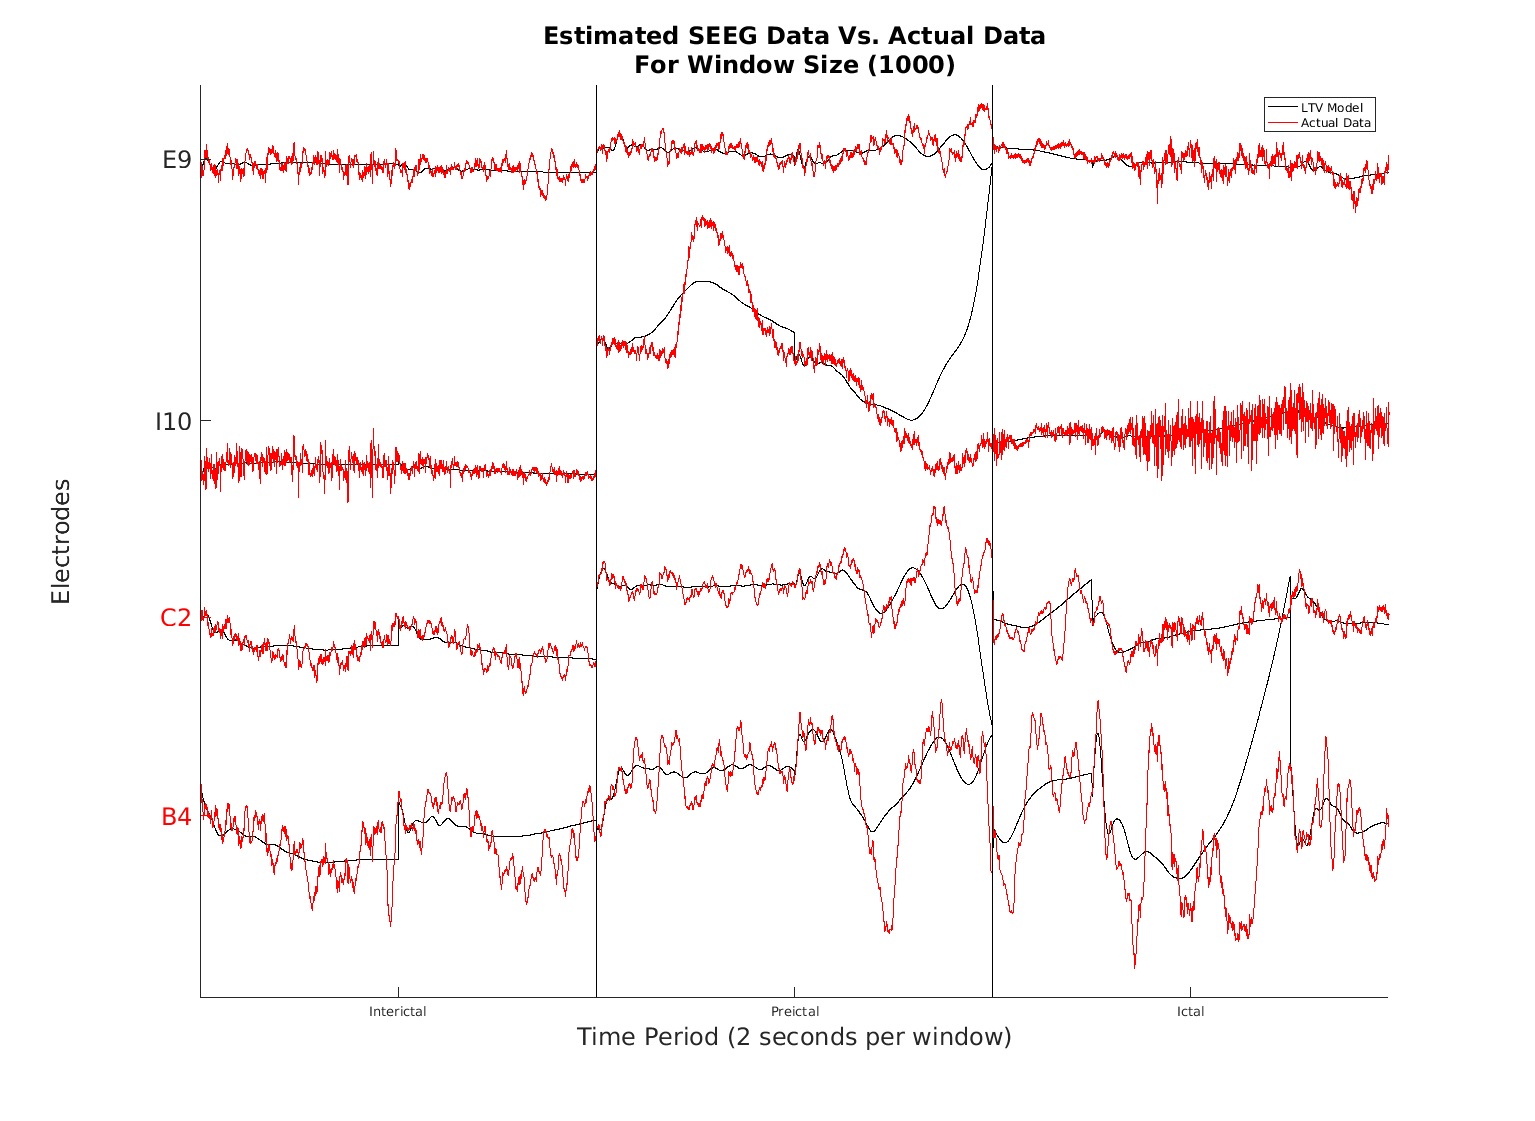 Estimated SEEG Data Vs. Actual Data
For Window Size (1000)
LTV Model
Actual Data
E9
I10
C2
B4
Electrodes
Interictal
Preictal
Ictal
Time Period (2 seconds per window)